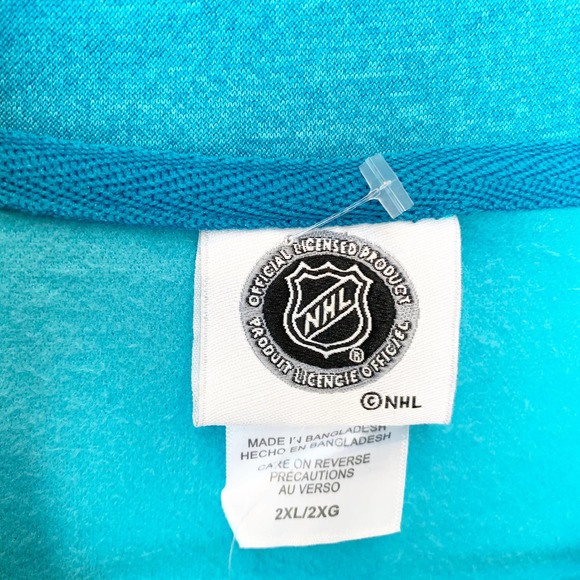 OFFICIAL LICENSED PRODUCT
NHL
®
PRODUIT LICENCIE OFFICIEL
©NHL
MADE IN BANGLADESH
HECHO EN BANGLADESH
CARE ON REVERSE
PRÉCAUTIONS
AU VERSO
2XL/2XG